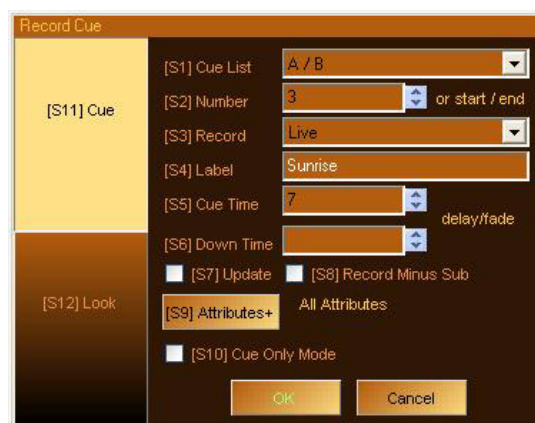 Record Cue
[S11] Cue
[S12] Look
[S1] Cue List A / B
[S2] Number 3 or start / end
[S3] Record Live
[S4] Label Sunrise
[S5] Cue Time 7
delay/fade
[S6] Down Time
[S7] Update [S8] Record Minus Sub
[S9] Attributes+ All Attributes
[S10] Cue Only Mode
OK Cancel